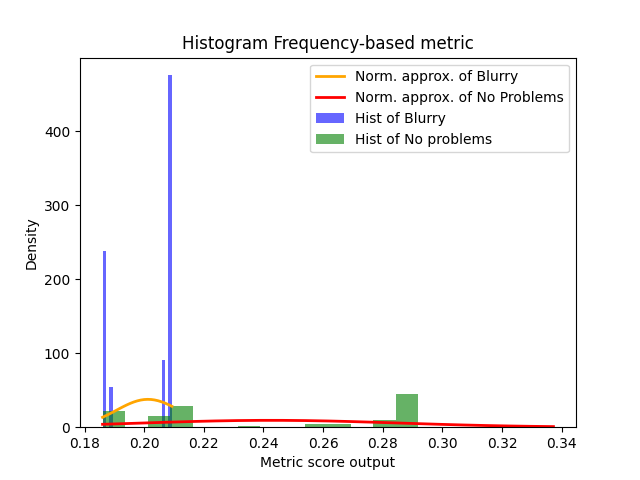 Histogram Frequency-based metric
Norm. approx. of Blurry
Norm. approx. of No Problems
Hist of Blurry
Hist of No problems
Density
400
300
200
100
0
0.18 0.20 0.22 0.24 0.26 0.28 0.30 0.32 0.34
Metric score output